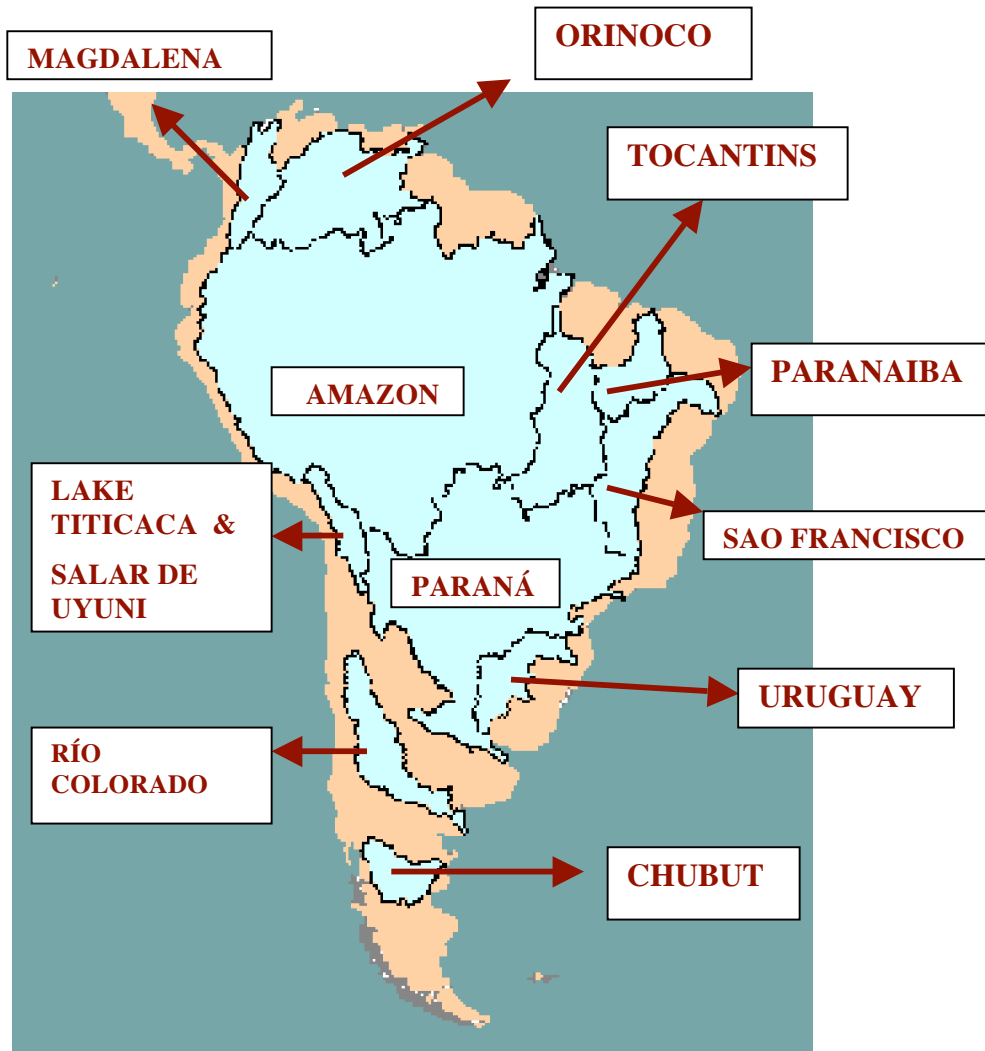 ORINOCO
MAGDALENA
TOCANTINS
PARANAIBA
AMAZON
LAKE
TITICACA &
SALAR DE
UYUNI
SAO FRANCISCO
PARANÁ
URUGUAY
RÍO
COLORADO
CHUBUT